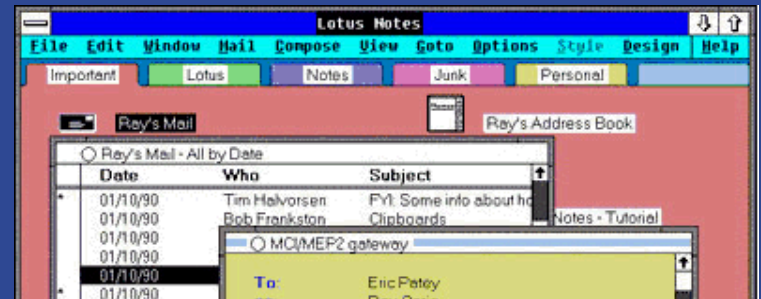 Lotus Notes
File Edit Window Mail Compose View Goto Options Style Design Help
Important Lotus Notes Junk Personal
Ray's Mail Ray's Address Book
Ray's Mail - All by Date
Date Who Subject
* 01/10/90 Tim Halvorsen FYI: Some info about ho
01/10/90 Bob Frankston Clipboards
Notes - Tutorial
01/10/90
MCI/MEP2 gateway
01/10/90
01/10/90 To: Eric Patey
* 01/10/90